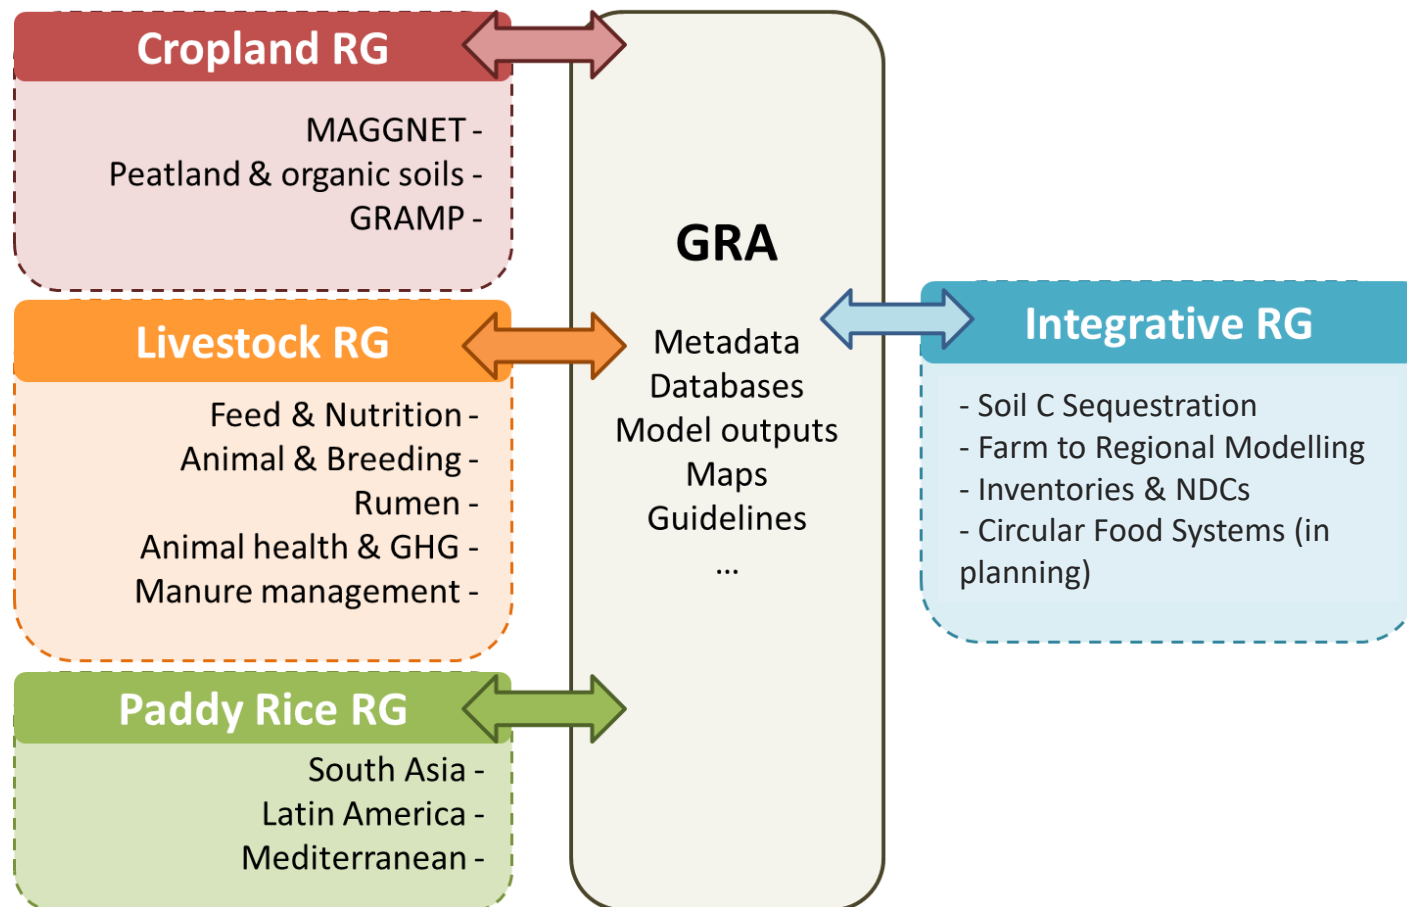 Cropland RG
MAGGNET -
Peatland & organic soils -
GRAMP -
Livestock RG
Feed & Nutrition -
Animal & Breeding -
Rumen -
Animal health & GHG -
Manure management -
Paddy Rice RG
South Asia -
Latin America -
Mediterranean -
GRA
Metadata
Databases
Model outputs
Maps
Guidelines
...
Integrative RG
- Soil C Sequestration
- Farm to Regional Modelling
- Inventories & NDCs
- Circular Food Systems (in
planning)